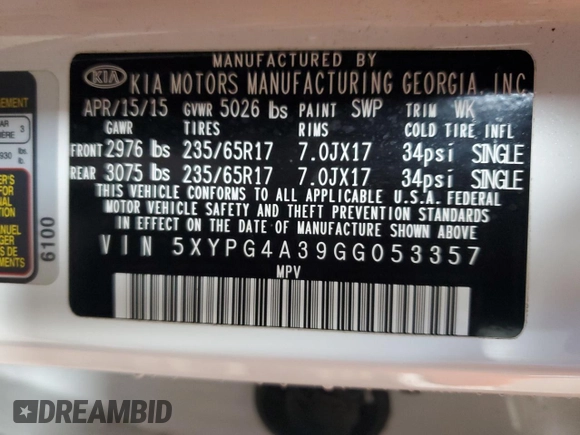 MANUFACTURED BY
KIA KIA MOTORS MANUFACTURING GEORGIA, INC.
APR/15/15 GVWR 5026 lbs PAINT SWP TRIM WK
GAWR TIRES RIMS COLD TIRE INFL
FRONT 2976 lbs 235/65R17 7.0JX17 34psi SINGLE
REAR 3075 lbs 235/65R17 7.0JX17 34psi SINGLE
THIS VEHICLE CONFORMS TO ALL APPLICABLE U.S.A. FEDERAL
MOTOR VEHICLE SAFETY AND THEFT PREVENTION STANDARDS
IN EFFECT ON THE DATE OF MANUFACTURE SHOWN ABOVE
VIN 5XYPG4A39GG053357
MPV
6100
3
930 lbs.
DREAMBID